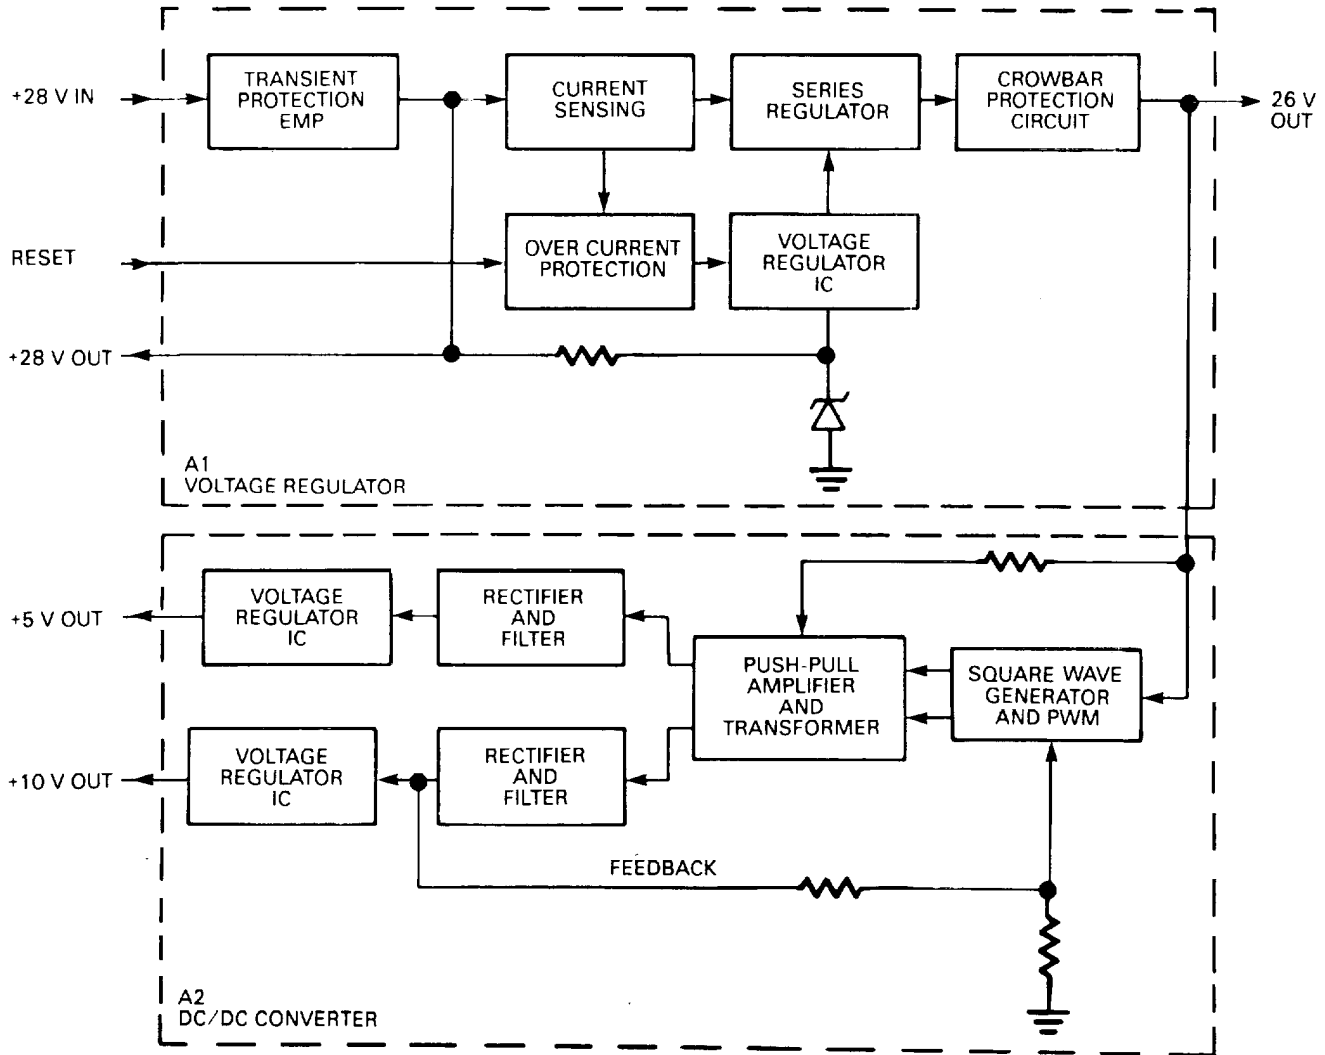 +28 V IN
TRANSIENT
PROTECTION
EMP
CURRENT
SENSING
SERIES
REGULATOR
CROWBAR
PROTECTION
CIRCUIT
26 V
OUT
RESET
OVER CURRENT
PROTECTION
VOLTAGE
REGULATOR
IC
+28 V OUT
A1
VOLTAGE REGULATOR
+5 V OUT
VOLTAGE
REGULATOR
IC
RECTIFIER
AND
FILTER
PUSH-PULL
AMPLIFIER
AND
TRANSFORMER
SQUARE WAVE
GENERATOR
AND PWM
+10 V OUT
VOLTAGE
REGULATOR
IC
RECTIFIER
AND
FILTER
FEEDBACK
A2
DC/DC CONVERTER